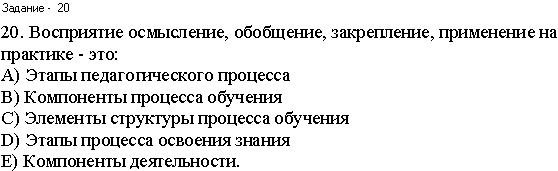 Задание - 20
20. Восприятие осмысление, обобщение, закрепление, применение на
практике - это:
A) Этапы педагогического процесса
B) Компоненты процесса обучения
C) Элементы структуры процесса обучения
D) Этапы процесса освоения знания
E) Компоненты деятельности.